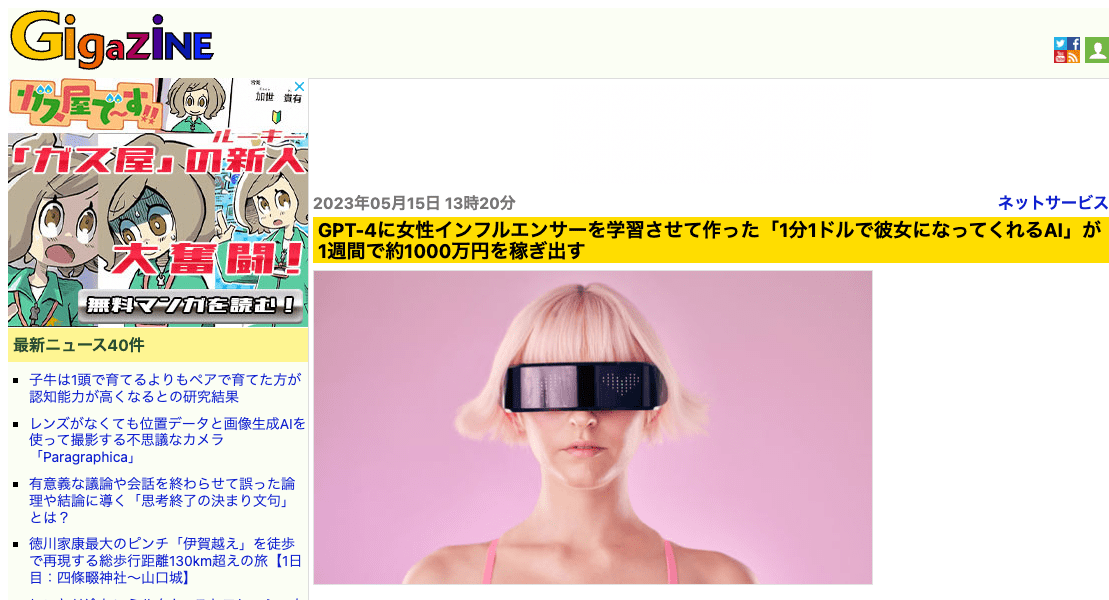 GigaZiNE
ガス屋で〜す!!
加世 貴有
ルーキー
「ガス屋」の新人
大奮闘!
無料マンガを読む!
最新ニュース40件
子牛は1頭で育てるよりもペアで育てた方が
認知能力が高くなるとの研究結果
レンズがなくても位置データと画像生成AIを
使って撮影する不思議なカメラ
「Paragraphica」
有意義な議論や会話を終わらせて誤った論
理や結論に導く「思考終了の決まり文句」
とは？
徳川家康最大のピンチ「伊賀越え」を徒歩
で再現する総歩行距離130km超えの旅【1日
目：四條畷神社～山口城】
2023年05月15日 13時20分
ネットサービス
GPT-4に女性インフルエンサーを学習させて作った「1分1ドルで彼女になってくれるAI」が
1週間で約1000万円を稼ぎ出す